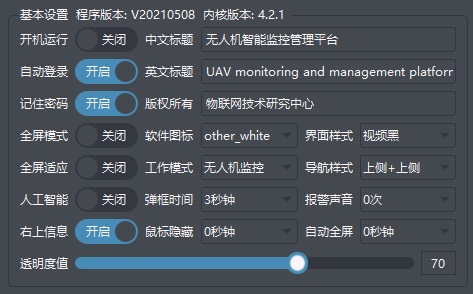 基本设置 程序版本: V20210508 内核版本: 4.2.1
开机运行 关闭 中文标题 无人机智能监控管理平台
自动登录 开启 英文标题 UAV monitoring and management platform
记住密码 开启 版权所有 物联网技术研究中心
全屏模式 关闭 软件图标 other_white 界面样式 视频黑
全屏适应 关闭 工作模式 无人机监控 导航样式 上侧+上侧
人工智能 关闭 弹框时间 3秒钟 报警声音 0次
右上信息 开启 鼠标隐藏 0秒钟 自动全屏 0秒钟
透明度值 70